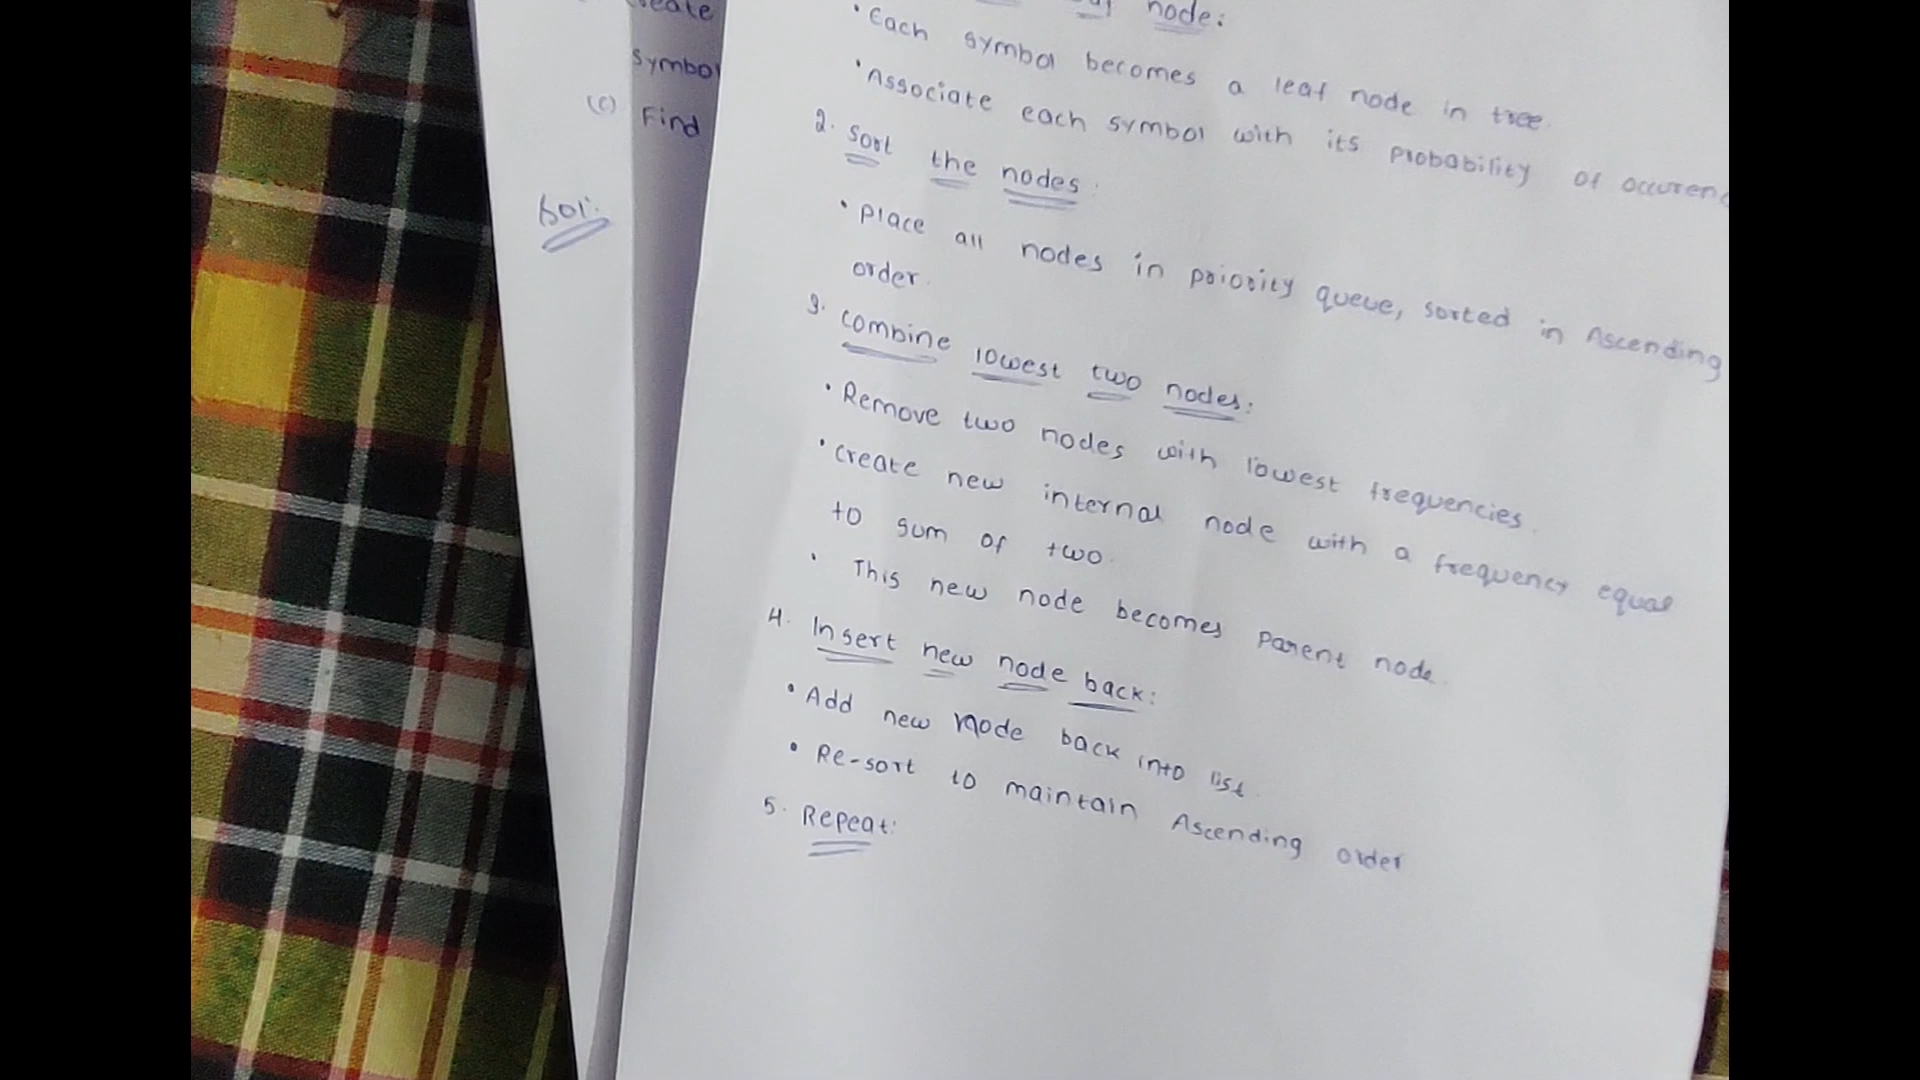 symbol
(c) Find
Sol:
node:
• Each symbol becomes a leaf node in tree.
• Associate each symbol with its probability of
2. Sort the nodes:
• Place all nodes in priority queue, sorted in Ascending
order.
3. Combine lowest two nodes:
• Remove two nodes with lowest frequencies.
• Create new internal node with a frequency equal
to sum of two.
• This new node becomes parent node.
4. Insert new node back:
• Add new node back into list.
• Re-sort to maintain Ascending order
5. Repeat: